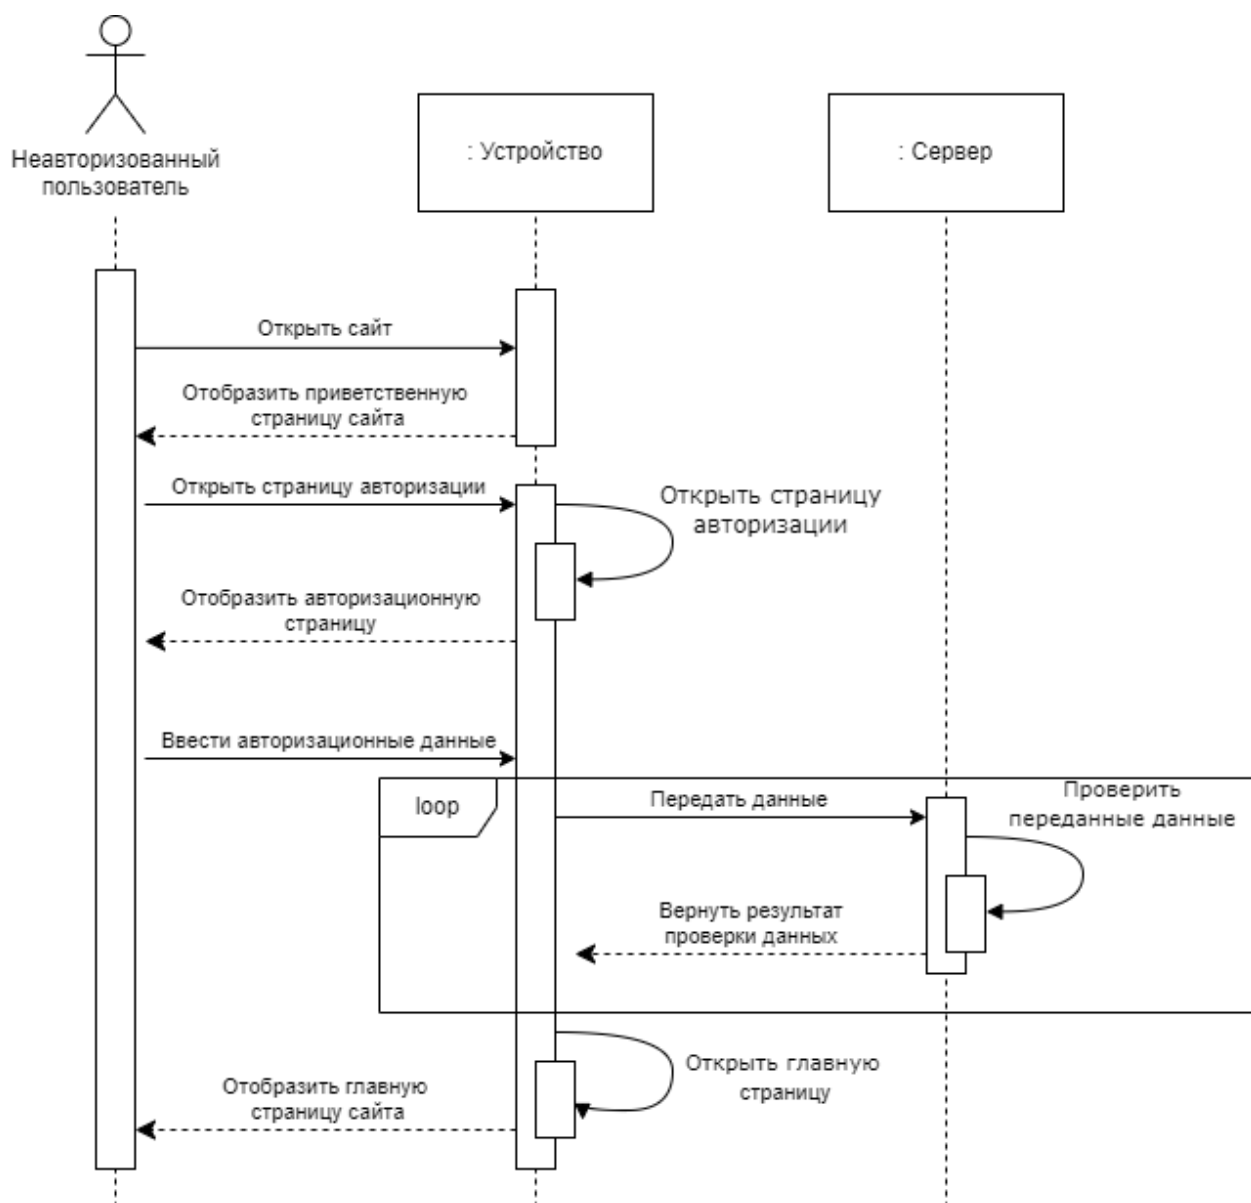 Неавторизованный
пользователь
: Устройство
: Сервер
Открыть сайт
Отобразить приветственную
страницу сайта
Открыть страницу авторизации
Открыть страницу
авторизации
Отобразить авторизационную
страницу
Ввести авторизационные данные
loop
Передать данные
Проверить
переданные данные
Вернуть результат
проверки данных
Открыть главную
страницу
Отобразить главную
страницу сайта